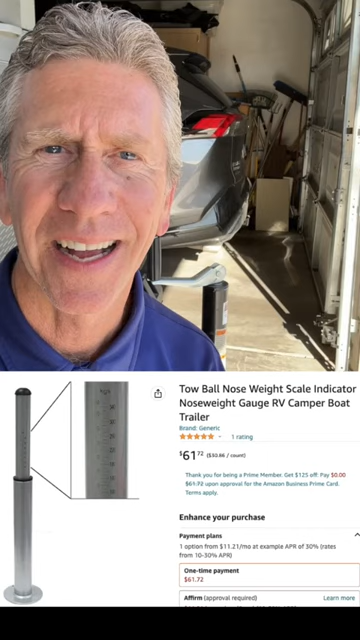 Tow Ball Nose Weight Scale Indicator
Noseweight Gauge RV Camper Boat
Trailer
Brand: Generic
1 rating
$61.72 ($30.86 / count)
Thank you for being a Prime Member. Get $125 off: Pay $0.00
$61.72 upon approval for the Amazon Business Prime Card.
Terms apply.
Enhance your purchase
Payment plans
1 option from $11.21/mo at example APR of 30% (rates
from 10-30% APR)
One-time payment
$61.72
Affirm (approval required)
Learn more